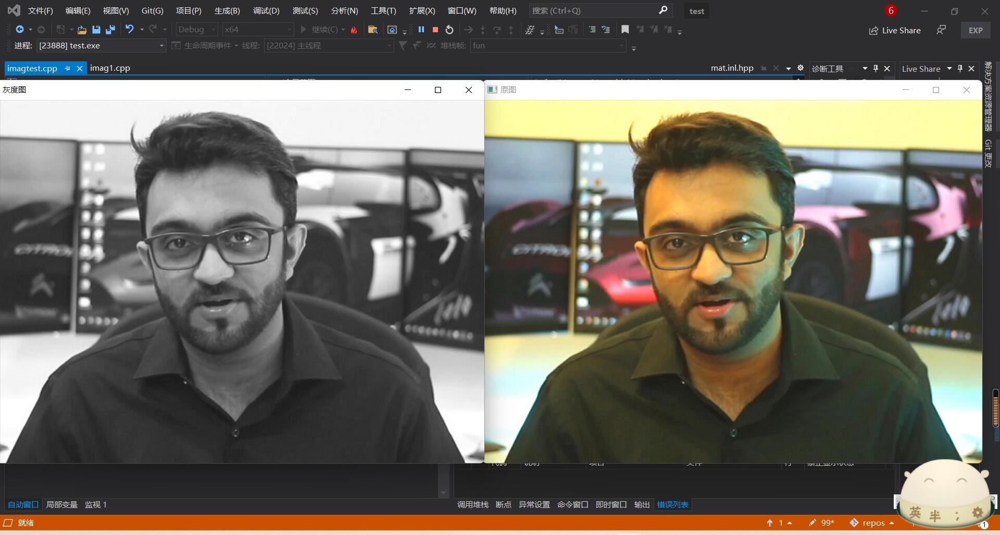 文件(F) 编辑(E) 视图(V) Git(G) 项目(P) 生成(B) 调试(D) 测试(S) 分析(N) 工具(T) 扩展(X) 窗口(W) 帮助(H) 搜索 (Ctrl+Q) test 6
Debug x64 继续(C) Live Share EXP
进程: [23888] test.exe 生命周期事件 线程: [22024] 主线程 堆栈帧: fun
imagtest.cpp imag1.cpp mat.inl.hpp 诊断工具 Live Share
解决方案资源管理器
Git 更改
灰度图 原图
CITROËN
自动窗口 局部变量 监视 1 调用堆栈 断点 异常设置 命令窗口 即时窗口 输出 错误列表
英 半 ;
就绪 1 99* repos 1